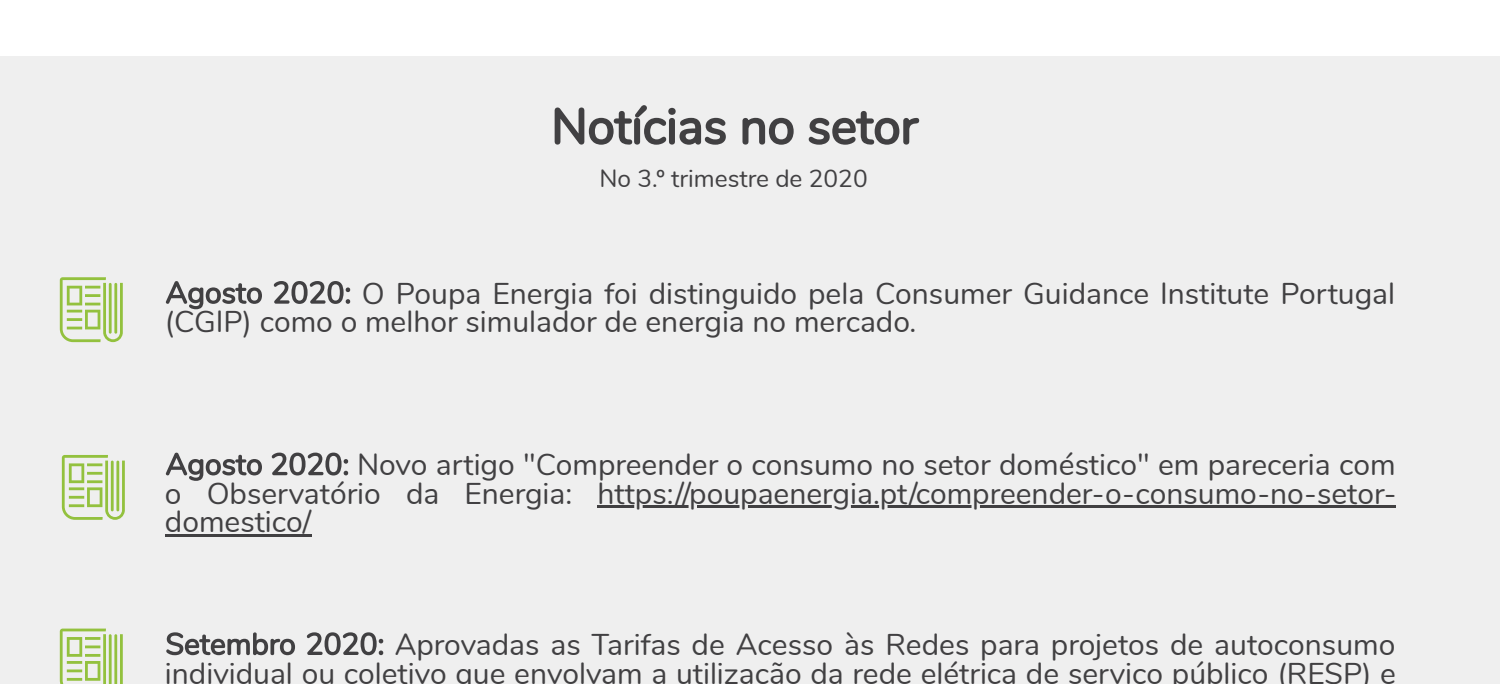 Notícias no setor
No 3.º trimestre de 2020
Agosto 2020: O Poupa Energia foi distinguido pela Consumer Guidance Institute Portugal
(CGIP) como o melhor simulador de energia no mercado.
Agosto 2020: Novo artigo "Compreender o consumo no setor doméstico" em pareceria com
o Observatório da Energia: https://poupaenergia.pt/compreender-o-consumo-no-setor-
domestico/
Setembro 2020: Aprovadas as Tarifas de Acesso às Redes para projetos de autoconsumo
individual ou coletivo que envolvam a utilização da rede elétrica de serviço público (RESP) e